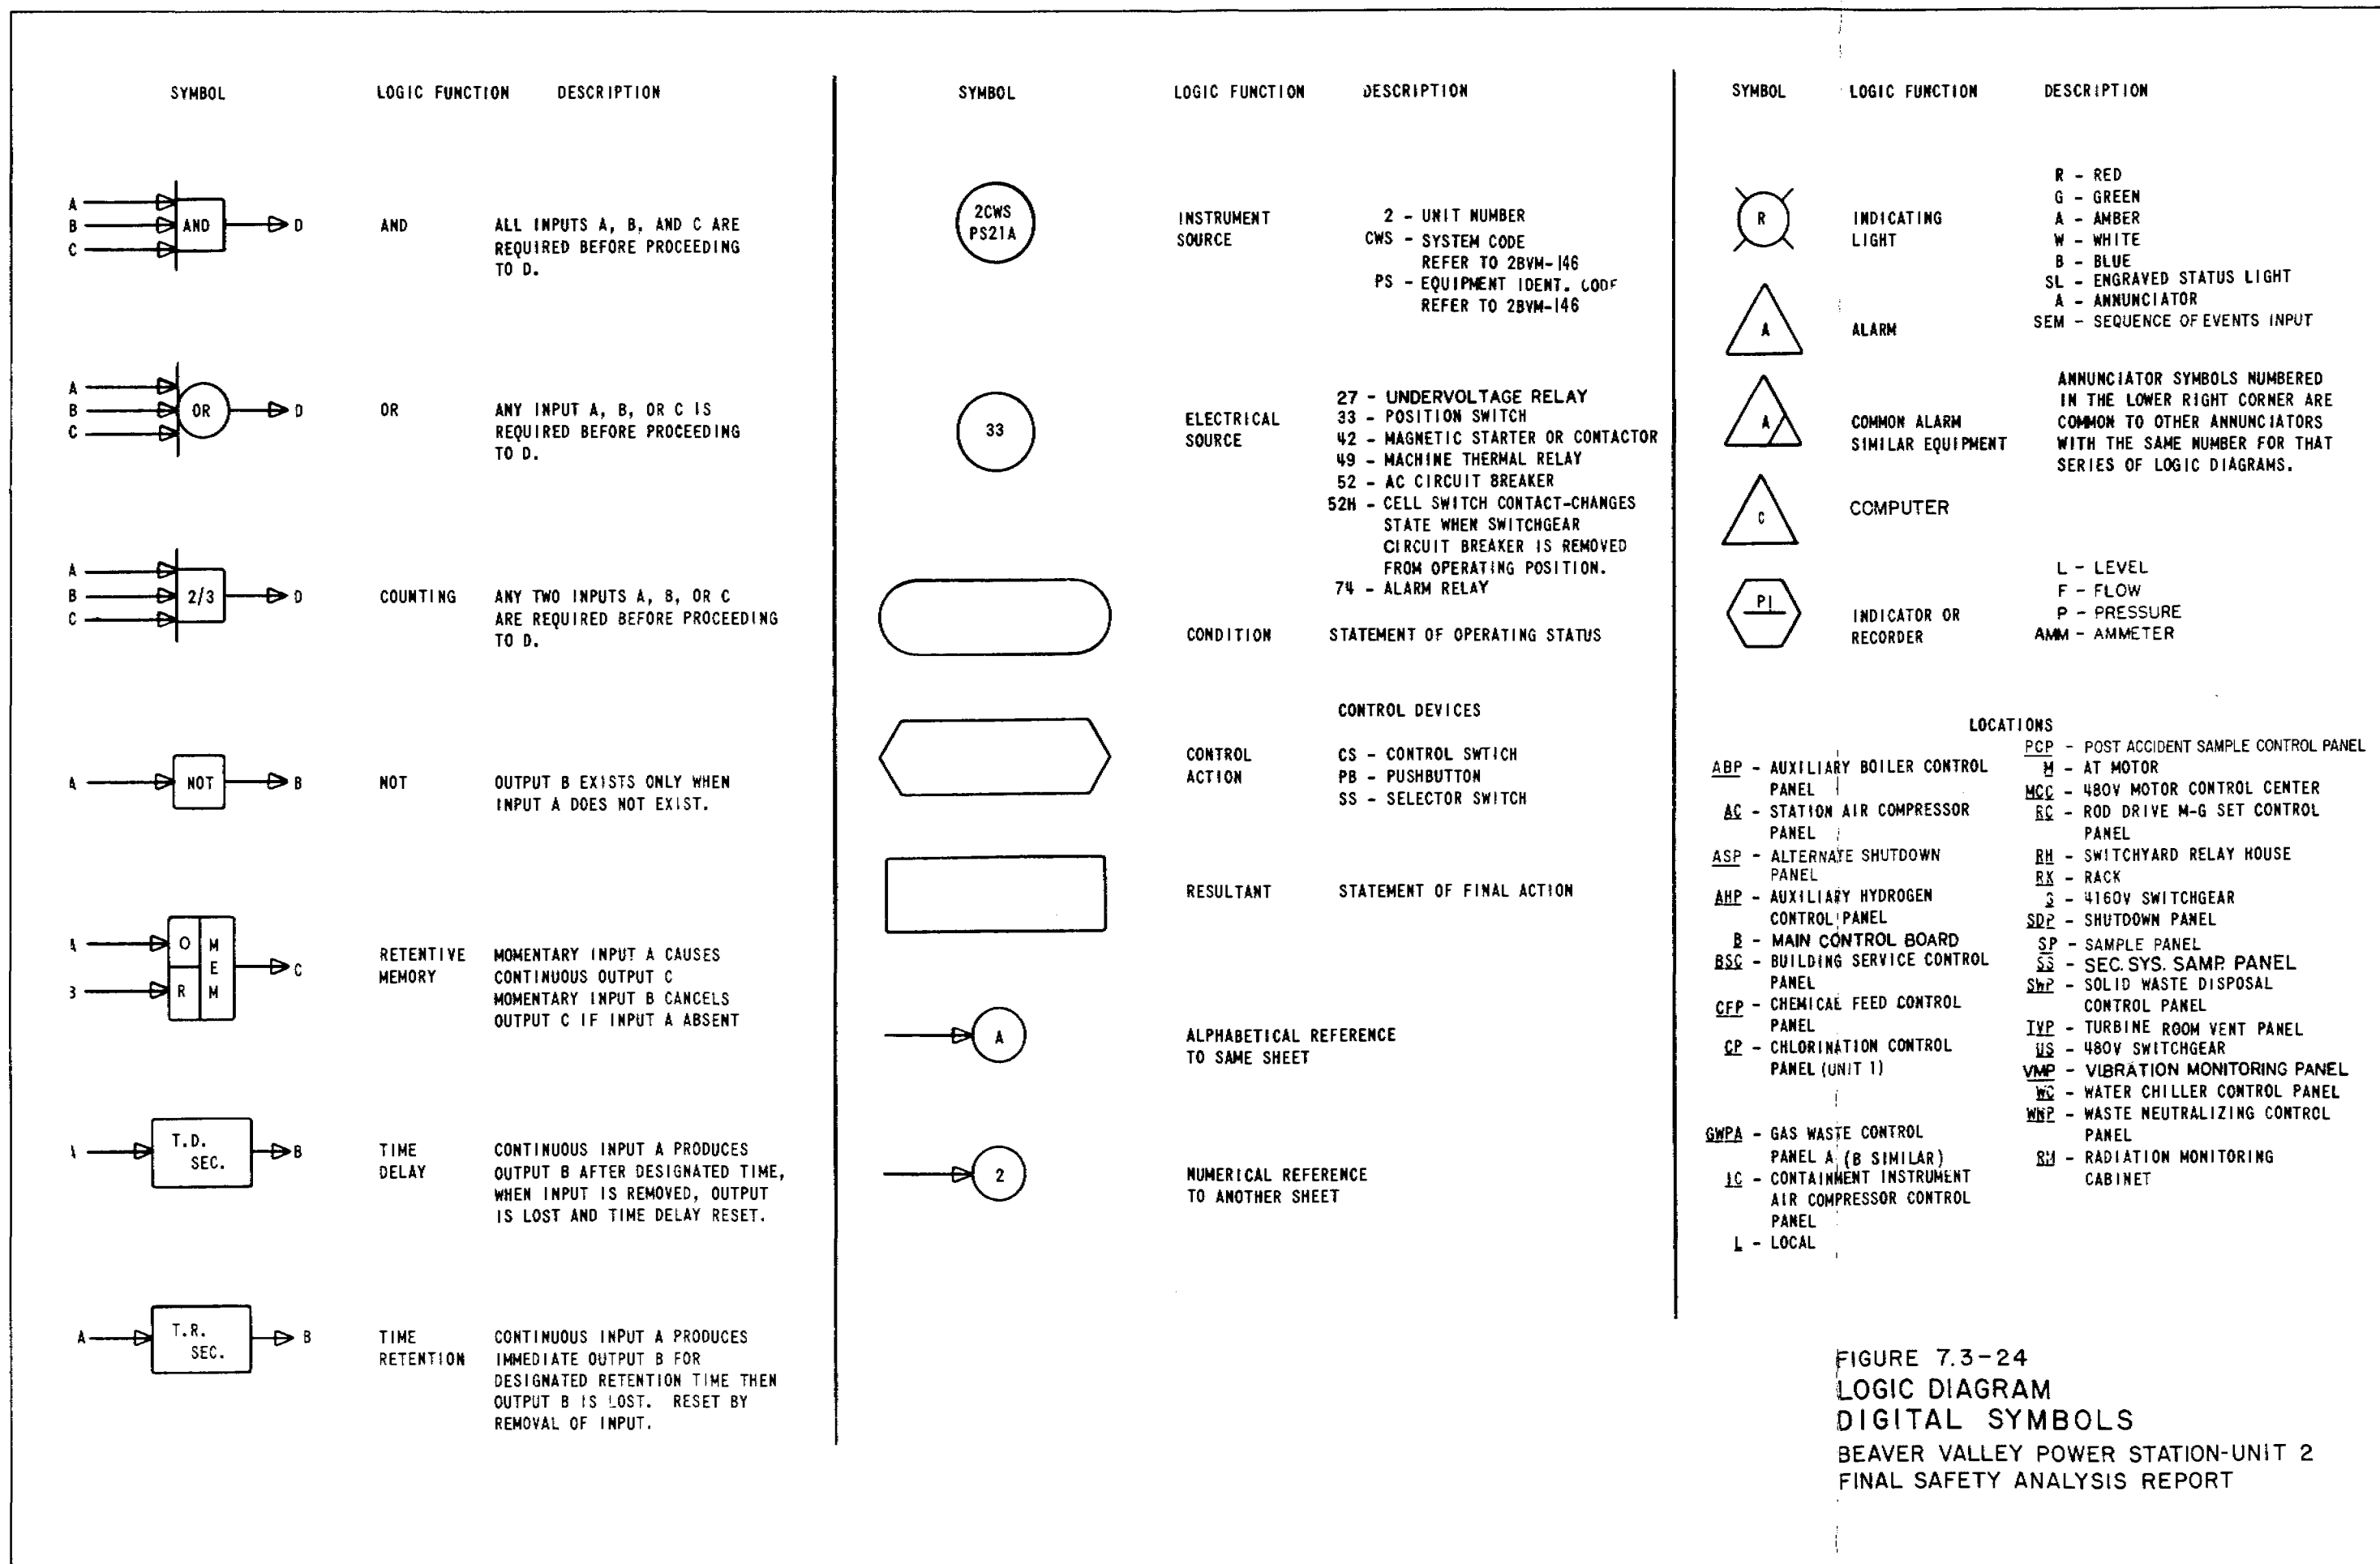 SYMBOL LOGIC FUNCTION DESCRIPTION
A
B AND D AND ALL INPUTS A, B, AND C ARE
C REQUIRED BEFORE PROCEEDING
TO D.
A
B OR D OR ANY INPUT A, B, OR C IS
C REQUIRED BEFORE PROCEEDING
TO D.
A
B 2/3 D COUNTING ANY TWO INPUTS A, B, OR C
C ARE REQUIRED BEFORE PROCEEDING
TO D.
A NOT B NOT OUTPUT B EXISTS ONLY WHEN
INPUT A DOES NOT EXIST.
A O M RETENTIVE MOMENTARY INPUT A CAUSES
E C MEMORY CONTINUOUS OUTPUT C
B R M MOMENTARY INPUT B CANCELS
OUTPUT C IF INPUT A ABSENT
A T.D. B TIME CONTINUOUS INPUT A PRODUCES
SEC. DELAY OUTPUT B AFTER DESIGNATED TIME,
WHEN INPUT IS REMOVED, OUTPUT
IS LOST AND TIME DELAY RESET.
A T.R. B TIME CONTINUOUS INPUT A PRODUCES
SEC. RETENTION IMMEDIATE OUTPUT B FOR
DESIGNATED RETENTION TIME THEN
OUTPUT B IS LOST. RESET BY
REMOVAL OF INPUT.
SYMBOL LOGIC FUNCTION DESCRIPTION
2CWS INSTRUMENT 2 - UNIT NUMBER
PS21A SOURCE CWS - SYSTEM CODE
REFER TO 2BVM-146
PS - EQUIPMENT IDENT. CODE
REFER TO 2BVM-146
27 - UNDERVOLTAGE RELAY
33 ELECTRICAL 33 - POSITION SWITCH
SOURCE 42 - MAGNETIC STARTER OR CONTACTOR
49 - MACHINE THERMAL RELAY
52 - AC CIRCUIT BREAKER
52H - CELL SWITCH CONTACT-CHANGES
STATE WHEN SWITCHGEAR
CIRCUIT BREAKER IS REMOVED
FROM OPERATING POSITION.
74 - ALARM RELAY
CONDITION STATEMENT OF OPERATING STATUS
CONTROL DEVICES
CONTROL CS - CONTROL SWTICH
ACTION PB - PUSHBUTTON
SS - SELECTOR SWITCH
RESULTANT STATEMENT OF FINAL ACTION
A ALPHABETICAL REFERENCE
TO SAME SHEET
2 NUMERICAL REFERENCE
TO ANOTHER SHEET
SYMBOL LOGIC FUNCTION DESCRIPTION
R - RED
G - GREEN
R INDICATING A - AMBER
LIGHT W - WHITE
B - BLUE
SL - ENGRAVED STATUS LIGHT
A - ANNUNCIATOR
A ALARM SEM - SEQUENCE OF EVENTS INPUT
ANNUNCIATOR SYMBOLS NUMBERED
IN THE LOWER RIGHT CORNER ARE
A COMMON ALARM COMMON TO OTHER ANNUNCIATORS
SIMILAR EQUIPMENT WITH THE SAME NUMBER FOR THAT
SERIES OF LOGIC DIAGRAMS.
C COMPUTER
L - LEVEL
F - FLOW
PI INDICATOR OR P - PRESSURE
RECORDER AMM - AMMETER
LOCATIONS
ABP - AUXILIARY BOILER CONTROL
PANEL
AC - STATION AIR COMPRESSOR
PANEL
ASP - ALTERNATE SHUTDOWN
PANEL
AHP - AUXILIARY HYDROGEN
CONTROL PANEL
B - MAIN CONTROL BOARD
BSC - BUILDING SERVICE CONTROL
PANEL
CFP - CHEMICAL FEED CONTROL
PANEL
CP - CHLORINATION CONTROL
PANEL (UNIT 1)
GWPA - GAS WASTE CONTROL
PANEL A (B SIMILAR)
IC - CONTAINMENT INSTRUMENT
AIR COMPRESSOR CONTROL
PANEL
L - LOCAL
PCP - POST ACCIDENT SAMPLE CONTROL PANEL
M - AT MOTOR
MCC - 480V MOTOR CONTROL CENTER
RC - ROD DRIVE M-G SET CONTROL
PANEL
RH - SWITCHYARD RELAY HOUSE
RK - RACK
S - 4160V SWITCHGEAR
SDP - SHUTDOWN PANEL
SP - SAMPLE PANEL
SS - SEC. SYS. SAMP. PANEL
SWP - SOLID WASTE DISPOSAL
CONTROL PANEL
TVP - TURBINE ROOM VENT PANEL
US - 480V SWITCHGEAR
VMP - VIBRATION MONITORING PANEL
WC - WATER CHILLER CONTROL PANEL
WNP - WASTE NEUTRALIZING CONTROL
PANEL
RM - RADIATION MONITORING
CABINET
FIGURE 7.3-24
LOGIC DIAGRAM
DIGITAL SYMBOLS
BEAVER VALLEY POWER STATION-UNIT 2
FINAL SAFETY ANALYSIS REPORT